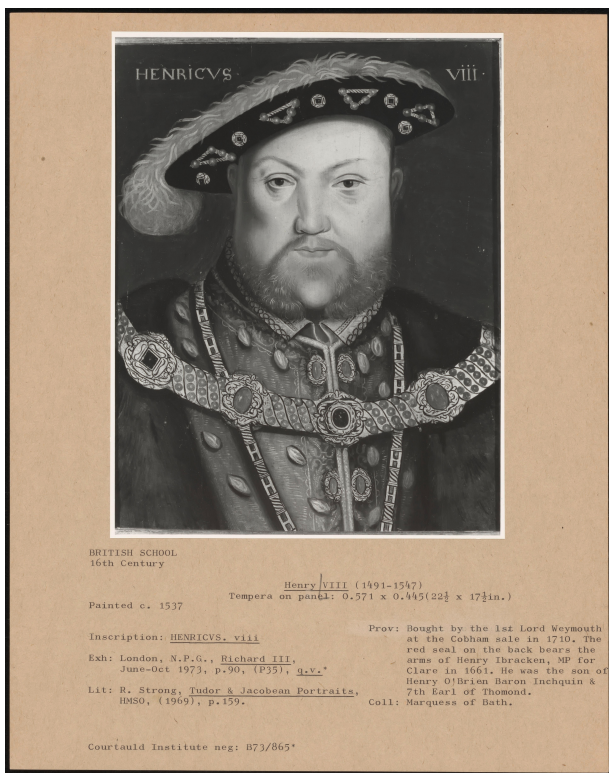 HENRICVS · VIII ·
BRITISH SCHOOL
16th Century
Henry VIII (1491-1547)
Tempera on panel: 0.571 x 0.445(22½ x 17½in.)
Painted c. 1537
Inscription: HENRICVS. viii
Exh: London, N.P.G., Richard III,
June-Oct 1973, p.90, (P35), q.v.*
Lit: R. Strong, Tudor & Jacobean Portraits,
HMSO, (1969), p.159.
Prov: Bought by the 1st Lord Weymouth
at the Cobham sale in 1710. The
red seal on the back bears the
arms of Henry Ibracken, MP for
Clare in 1661. He was the son of
Henry O'Brien Baron Inchquin &
7th Earl of Thomond.
Coll: Marquess of Bath.
Courtauld Institute neg: B73/865*